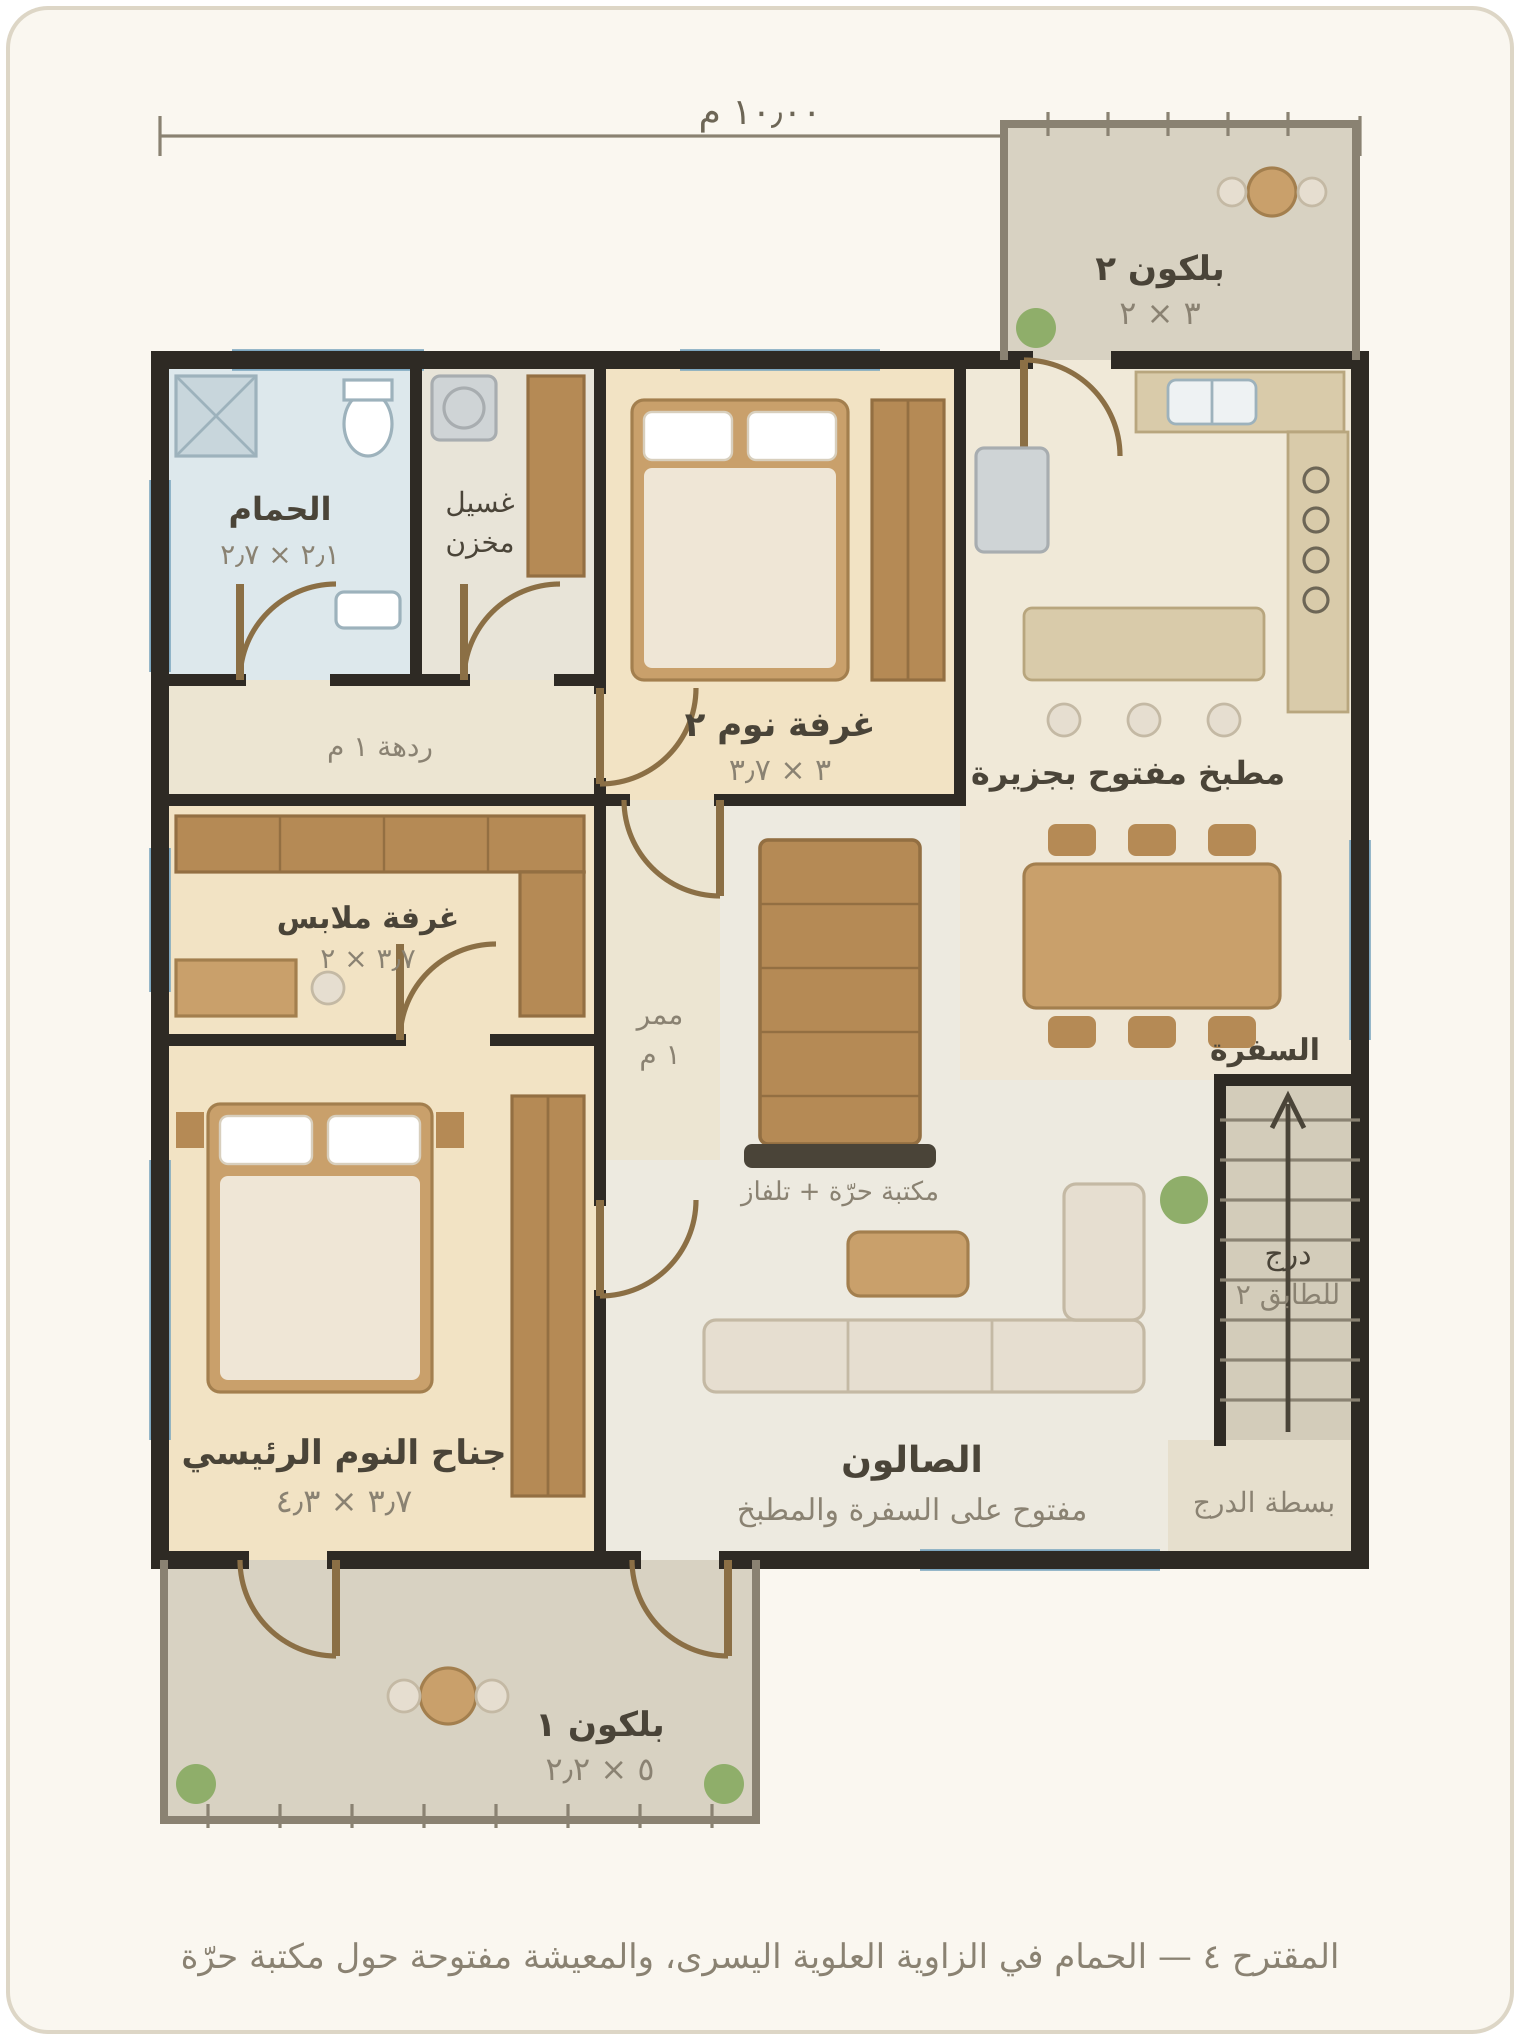 ١٠٫٠٠ م
بلكون ٢
٣ × ٢
الحمام
٢٫١ × ٢٫٧
غسيل
مخزن
ردهة ١ م
غرفة نوم ٢
٣ × ٣٫٧
مطبخ مفتوح بجزيرة
غرفة ملابس
٣٫٧ × ٢
ممر
١ م
السفرة
مكتبة حرّة + تلفاز
درج
للطابق ٢
جناح النوم الرئيسي
٣٫٧ × ٤٫٣
الصالون
مفتوح على السفرة والمطبخ
بسطة الدرج
بلكون ١
٥ × ٢٫٢
المقترح ٤ — الحمام في الزاوية العلوية اليسرى، والمعيشة مفتوحة حول مكتبة حرّة